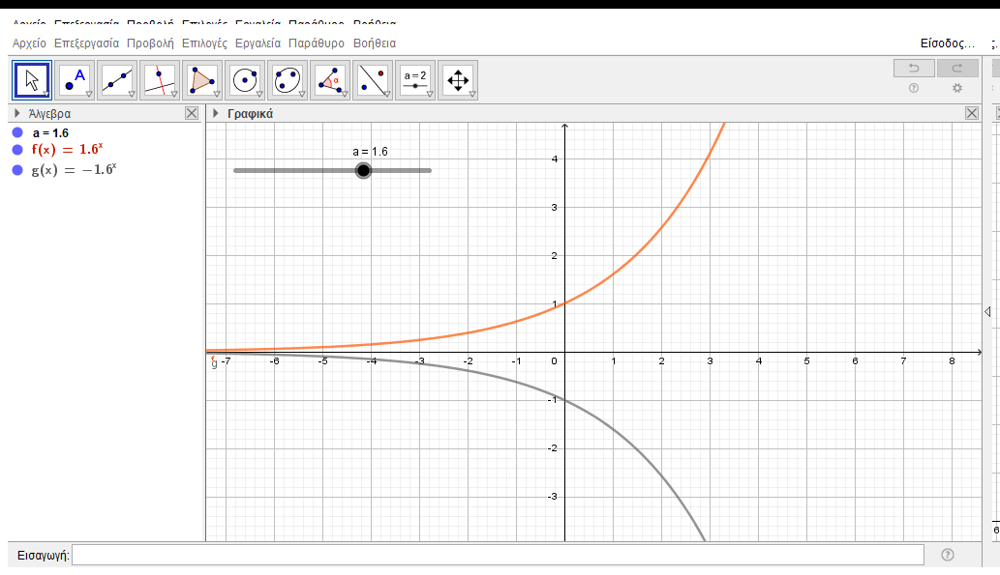 Αρχείο Επεξεργασία Προβολή Επιλογές Εργαλεία Παράθυρο Βοήθεια
Αρχείο Επεξεργασία Προβολή Επιλογές Εργαλεία Παράθυρο Βοήθεια Είσοδος...
A α a = 2
Άλγεβρα
Γραφικά
a = 1.6
f(x) = 1.6ˣ
g(x) = −1.6ˣ
a = 1.6
4
3
2
1
f
g -7 -6 -5 -4 -3 -2 -1 0 1 2 3 4 5 6 7 8
-1
-2
-3
6
Εισαγωγή: